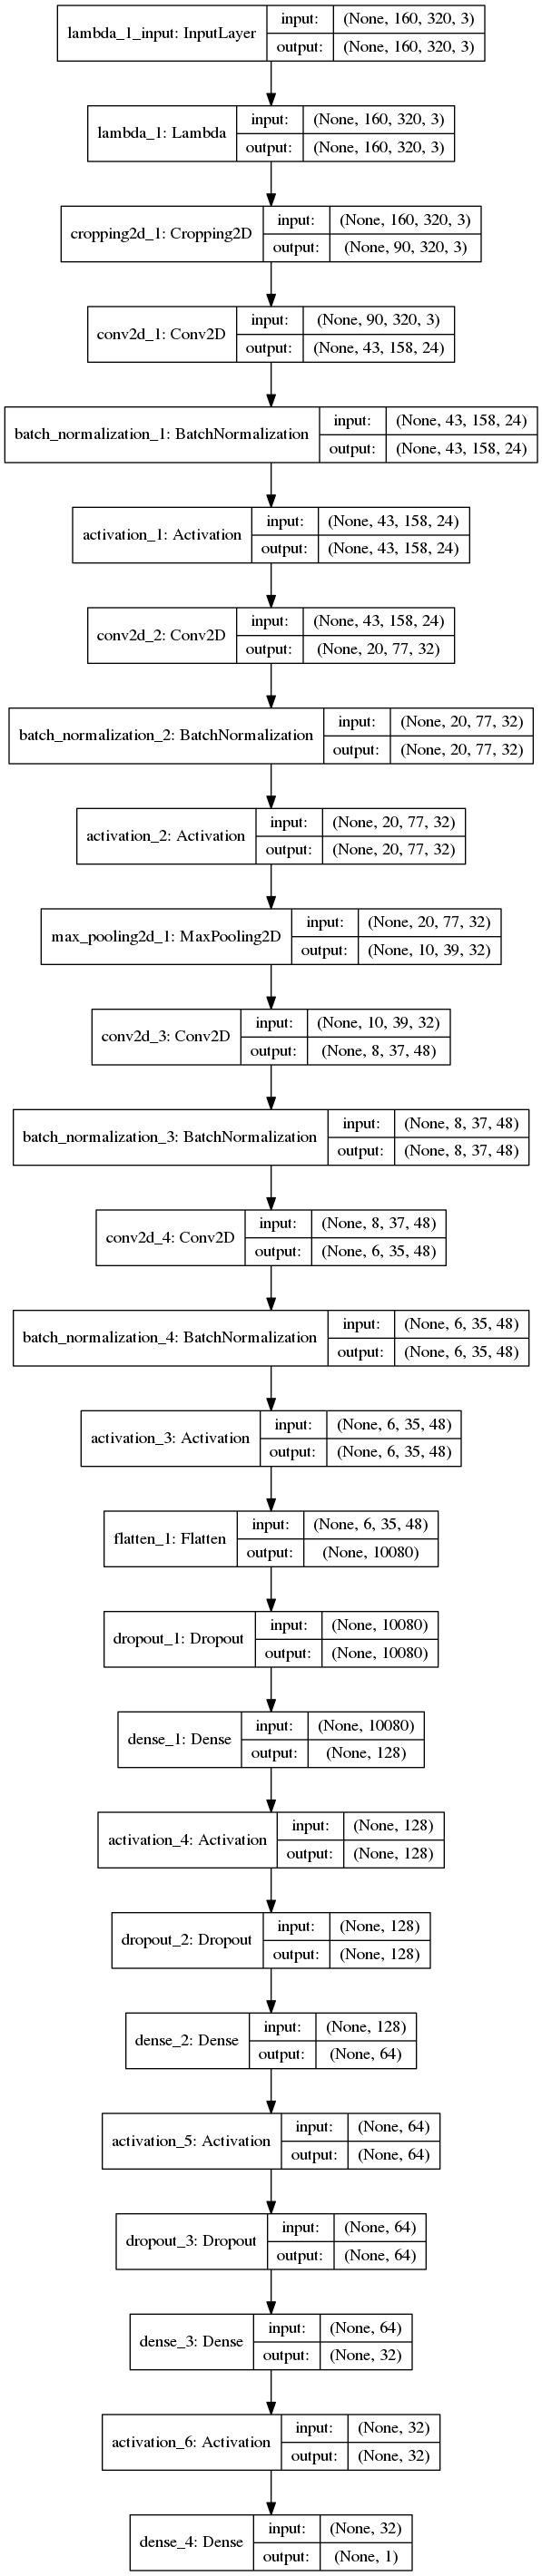 lambda_1_input: InputLayer
input: (None, 160, 320, 3)
output: (None, 160, 320, 3)
lambda_1: Lambda
input: (None, 160, 320, 3)
output: (None, 160, 320, 3)
cropping2d_1: Cropping2D
input: (None, 160, 320, 3)
output: (None, 90, 320, 3)
conv2d_1: Conv2D
input: (None, 90, 320, 3)
output: (None, 43, 158, 24)
batch_normalization_1: BatchNormalization
input: (None, 43, 158, 24)
output: (None, 43, 158, 24)
activation_1: Activation
input: (None, 43, 158, 24)
output: (None, 43, 158, 24)
conv2d_2: Conv2D
input: (None, 43, 158, 24)
output: (None, 20, 77, 32)
batch_normalization_2: BatchNormalization
input: (None, 20, 77, 32)
output: (None, 20, 77, 32)
activation_2: Activation
input: (None, 20, 77, 32)
output: (None, 20, 77, 32)
max_pooling2d_1: MaxPooling2D
input: (None, 20, 77, 32)
output: (None, 10, 39, 32)
conv2d_3: Conv2D
input: (None, 10, 39, 32)
output: (None, 8, 37, 48)
batch_normalization_3: BatchNormalization
input: (None, 8, 37, 48)
output: (None, 8, 37, 48)
conv2d_4: Conv2D
input: (None, 8, 37, 48)
output: (None, 6, 35, 48)
batch_normalization_4: BatchNormalization
input: (None, 6, 35, 48)
output: (None, 6, 35, 48)
activation_3: Activation
input: (None, 6, 35, 48)
output: (None, 6, 35, 48)
flatten_1: Flatten
input: (None, 6, 35, 48)
output: (None, 10080)
dropout_1: Dropout
input: (None, 10080)
output: (None, 10080)
dense_1: Dense
input: (None, 10080)
output: (None, 128)
activation_4: Activation
input: (None, 128)
output: (None, 128)
dropout_2: Dropout
input: (None, 128)
output: (None, 128)
dense_2: Dense
input: (None, 128)
output: (None, 64)
activation_5: Activation
input: (None, 64)
output: (None, 64)
dropout_3: Dropout
input: (None, 64)
output: (None, 64)
dense_3: Dense
input: (None, 64)
output: (None, 32)
activation_6: Activation
input: (None, 32)
output: (None, 32)
dense_4: Dense
input: (None, 32)
output: (None, 1)